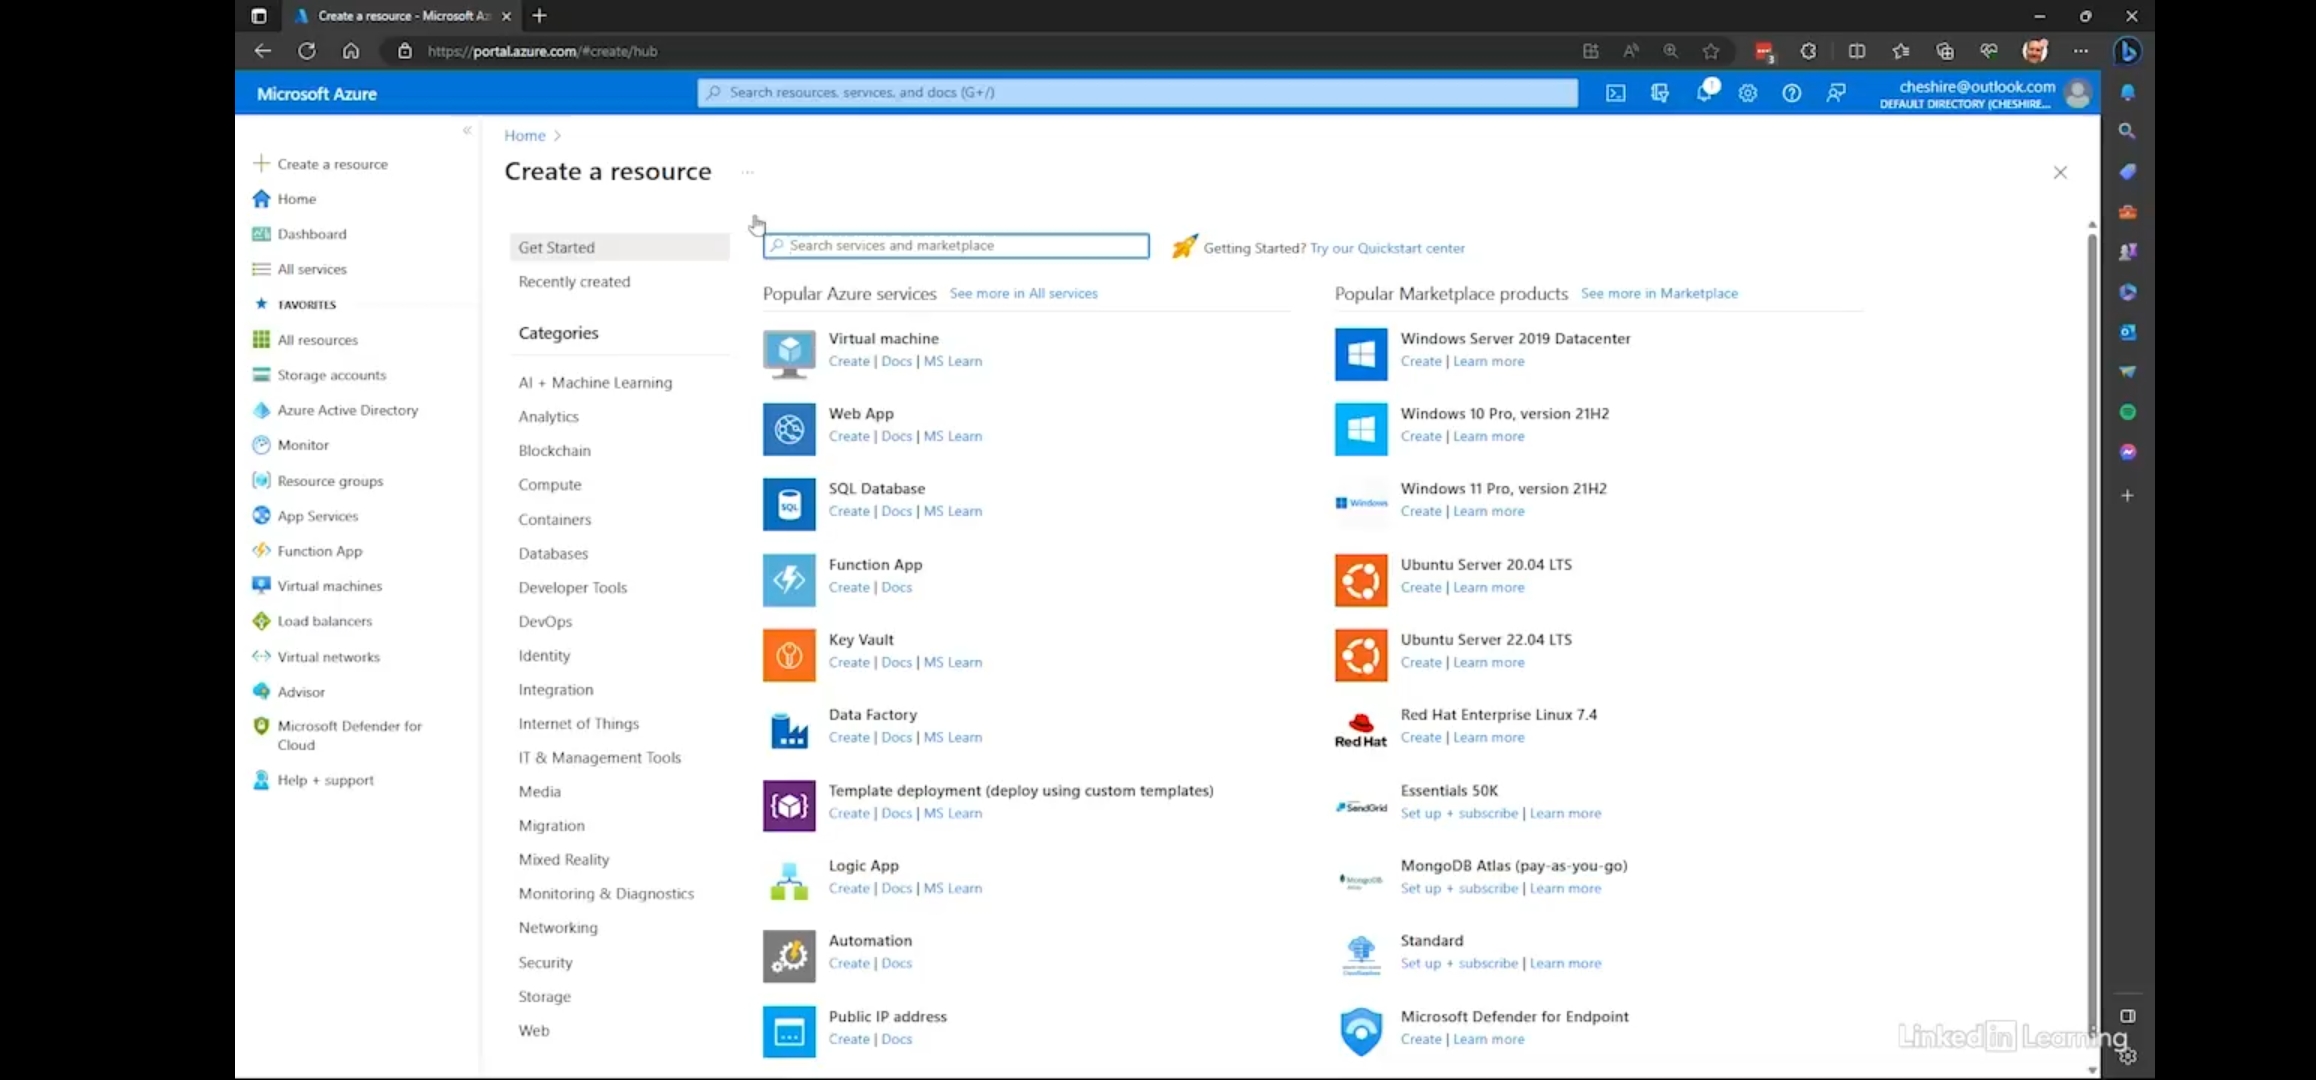 Create a resource - Microsoft Az
https://portal.azure.com/#create/hub
3
Microsoft Azure
Search resources, services, and docs (G+/)
1
cheshire@outlook.com
DEFAULT DIRECTORY (CHESHIRE...
Create a resource
Home
Dashboard
All services
FAVORITES
All resources
Storage accounts
Azure Active Directory
Monitor
Resource groups
App Services
Function App
Virtual machines
Load balancers
Virtual networks
Advisor
Microsoft Defender for
Cloud
Help + support
Home >
Create a resource ...
Get Started
Recently created
Categories
AI + Machine Learning
Analytics
Blockchain
Compute
Containers
Databases
Developer Tools
DevOps
Identity
Integration
Internet of Things
IT & Management Tools
Media
Migration
Mixed Reality
Monitoring & Diagnostics
Networking
Security
Storage
Web
Search services and marketplace
Getting Started? Try our Quickstart center
Popular Azure services See more in All services
Virtual machine
Create | Docs | MS Learn
Web App
Create | Docs | MS Learn
SQL
SQL Database
Create | Docs | MS Learn
Function App
Create | Docs
Key Vault
Create | Docs | MS Learn
Data Factory
Create | Docs | MS Learn
Template deployment (deploy using custom templates)
Create | Docs | MS Learn
Logic App
Create | Docs | MS Learn
Automation
Create | Docs
Public IP address
Create | Docs
Popular Marketplace products See more in Marketplace
Windows Server 2019 Datacenter
Create | Learn more
Windows 10 Pro, version 21H2
Create | Learn more
Windows
Windows 11 Pro, version 21H2
Create | Learn more
Ubuntu Server 20.04 LTS
Create | Learn more
Ubuntu Server 22.04 LTS
Create | Learn more
Red Hat
Red Hat Enterprise Linux 7.4
Create | Learn more
SendGrid
Essentials 50K
Set up + subscribe | Learn more
MongoDB
Atlas
MongoDB Atlas (pay-as-you-go)
Set up + subscribe | Learn more
Standard
Set up + subscribe | Learn more
Microsoft Defender for Endpoint
Create | Learn more
Linked in Learning